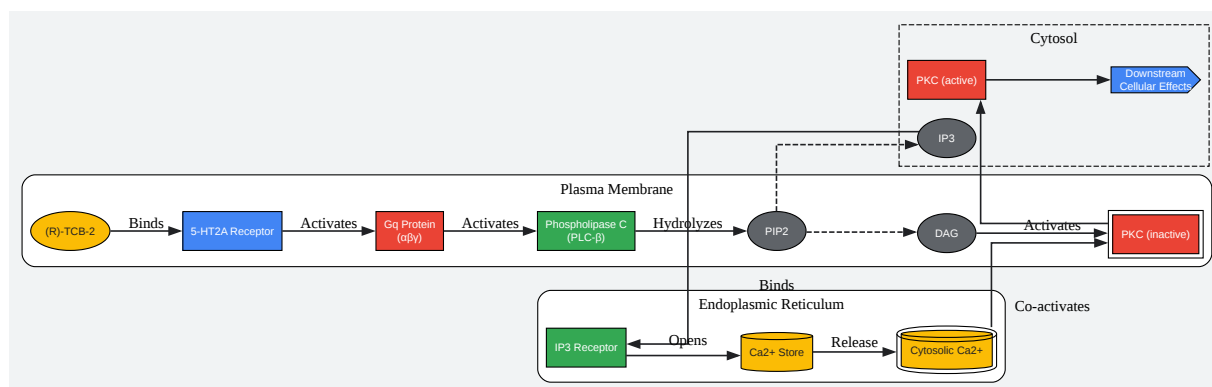 Cytosol
PKC (active)
Downstream
Cellular Effects
IP3
Plasma Membrane
(R)-TCB-2
Binds
5-HT2A Receptor
Activates
Gq Protein
(αβγ)
Activates
Phospholipase C
(PLC-β)
Hydrolyzes
PIP2
DAG
Activates
PKC (inactive)
Binds
Endoplasmic Reticulum
Co-activates
IP3 Receptor
Opens
Ca2+ Store
Release
Cytosolic Ca2+